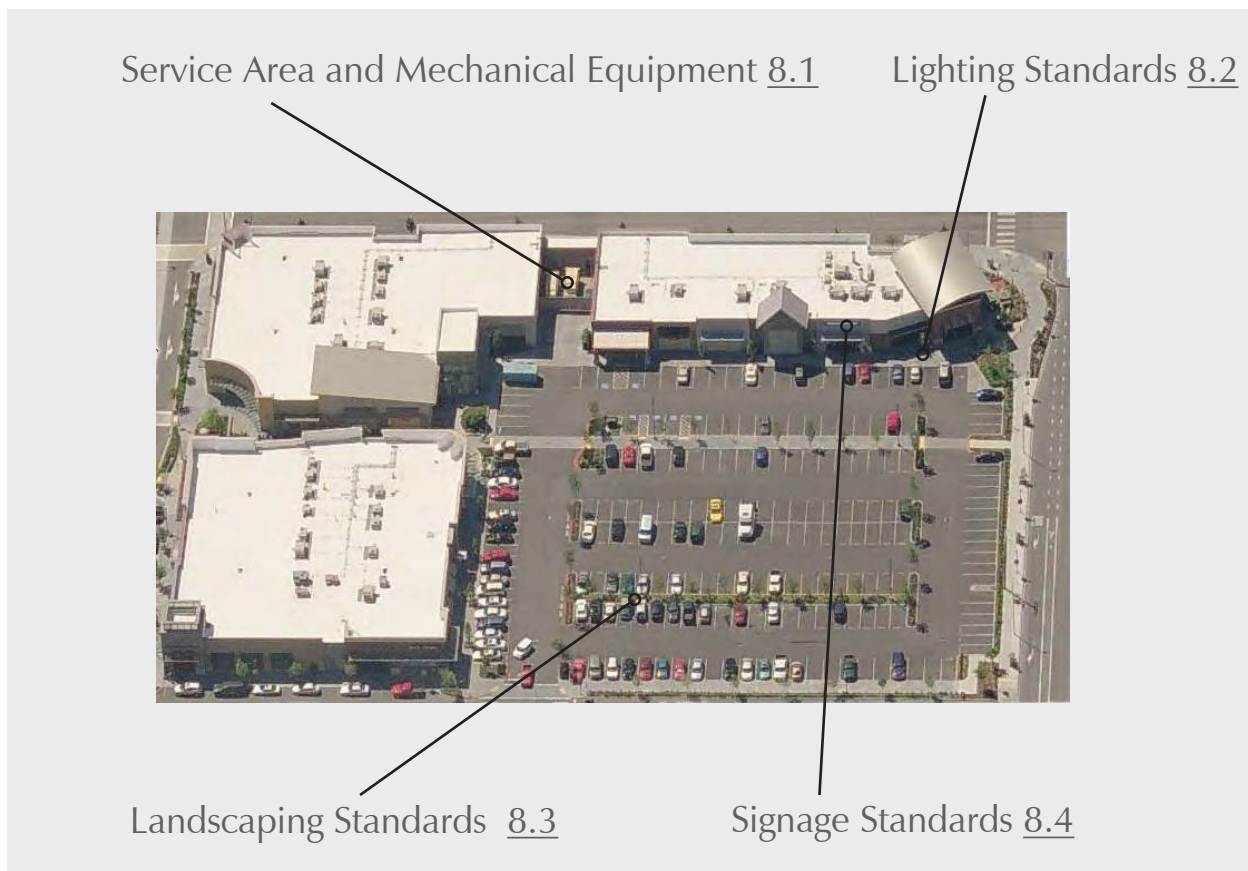 Service Area and Mechanical Equipment 8.1
Lighting Standards 8.2
Landscaping Standards 8.3
Signage Standards 8.4